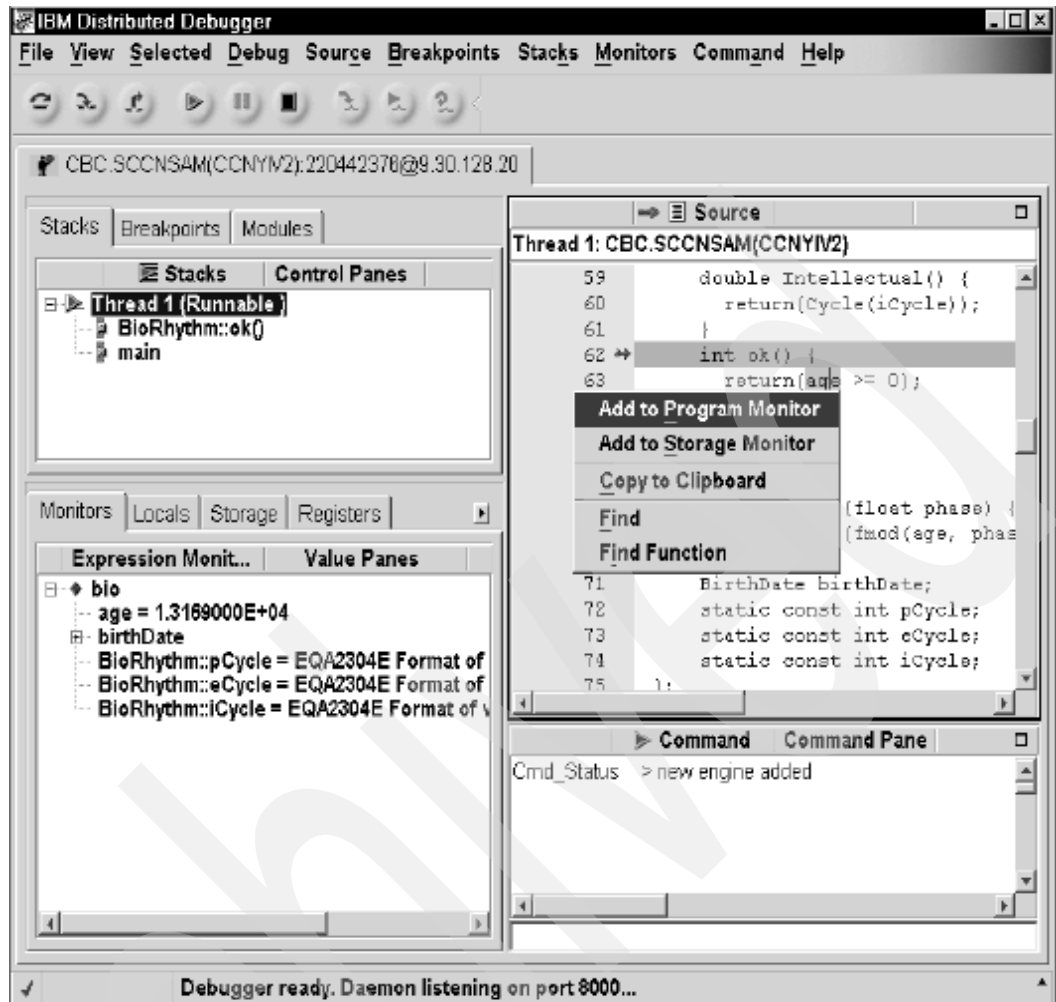 IBM Distributed Debugger
File View Selected Debug Source Breakpoints Stacks Monitors Command Help
CBC.SCCNSAM(CCNYIV2):220442376@9.30.128.20
Stacks Breakpoints Modules
Stacks Control Panes
Thread 1 (Runnable )
BioRhythm::ok()
main
Monitors Locals Storage Registers
Expression Monit... Value Panes
bio
age = 1.3169000E+04
birthDate
BioRhythm::pCycle = EQA2304E Format of
BioRhythm::eCycle = EQA2304E Format of
BioRhythm::iCycle = EQA2304E Format of v
Source
Thread 1: CBC.SCCNSAM(CCNYIV2)
59 double Intellectual() {
60 return(Cycle(iCycle));
61 }
62 int ok() {
63 return(age >= 0);
Add to Program Monitor
Add to Storage Monitor
Copy to Clipboard
Find
Find Function
(float phase) {
(fmod(age, phas
71 BirthDate birthDate;
72 static const int pCycle;
73 static const int eCycle;
74 static const int iCycle;
75 };
Command Command Pane
Cmd_Status > new engine added
Debugger ready. Daemon listening on port 8000...